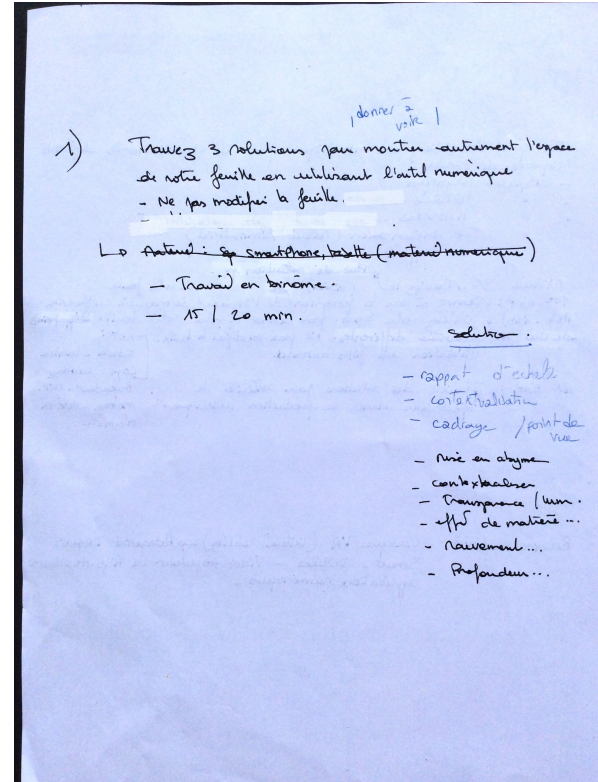 donner à
voir
1) Trouvez 3 solutions pour montrer autrement l'espace
de votre feuille en utilisant l'outil numérique
- Ne pas modifier la feuille.
Matériel : smartphone, tablette (matériel numérique)
- Travail en binôme.
- 15 / 20 min.
Solution :
- rapport d'échelle
- contextualisation
- cadrage / point de
vue
- mise en abyme
- contextualiser
- Transparence / lum.
- effet de matière...
- mouvement...
- Profondeur...